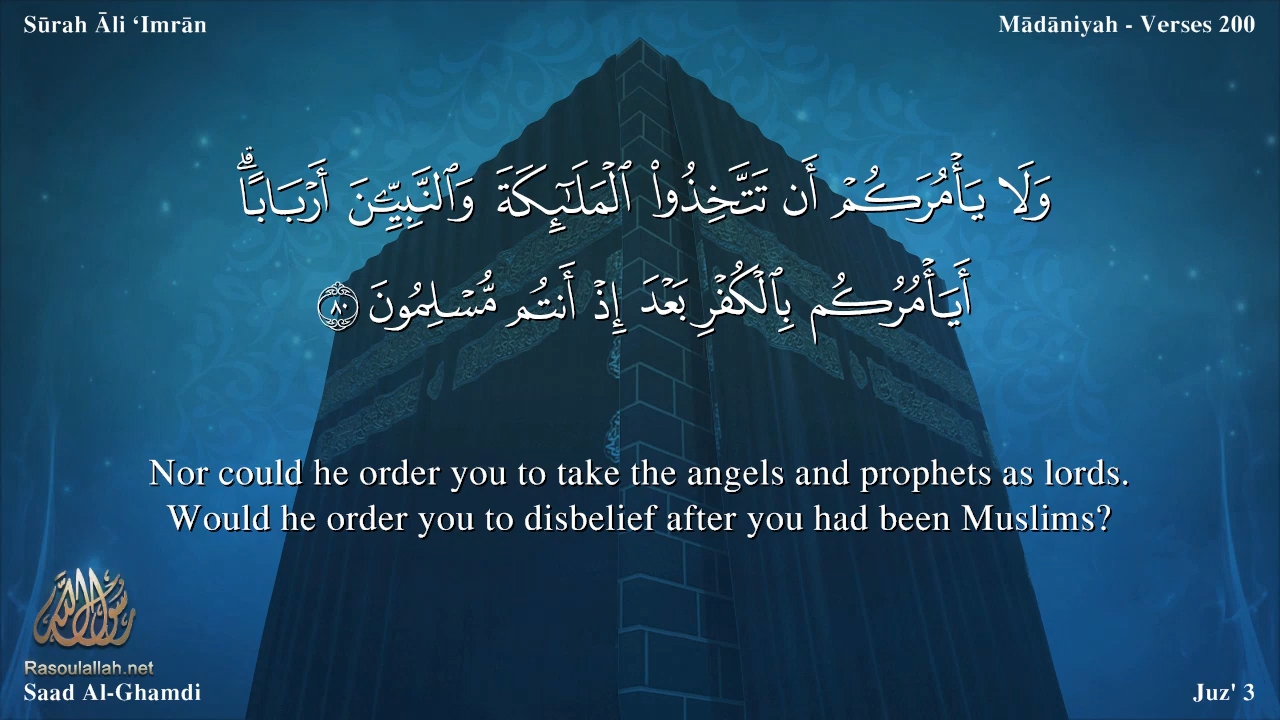 Sūrah Āli ‘Imrān
Mādāniyah - Verses 200
وَلَا يَأْمُرَكُمْ أَن تَتَّخِذُوا۟ ٱلْمَلَـٰٓئِكَةَ وَٱلنَّبِيِّـۧنَ أَرْبَابًا ۗ
أَيَأْمُرُكُم بِٱلْكُفْرِ بَعْدَ إِذْ أَنتُم مُّسْلِمُونَ ٨٠
Nor could he order you to take the angels and prophets as lords.
Would he order you to disbelief after you had been Muslims?
رسول الله
Rasoulallah.net
Saad Al-Ghamdi
Juz' 3